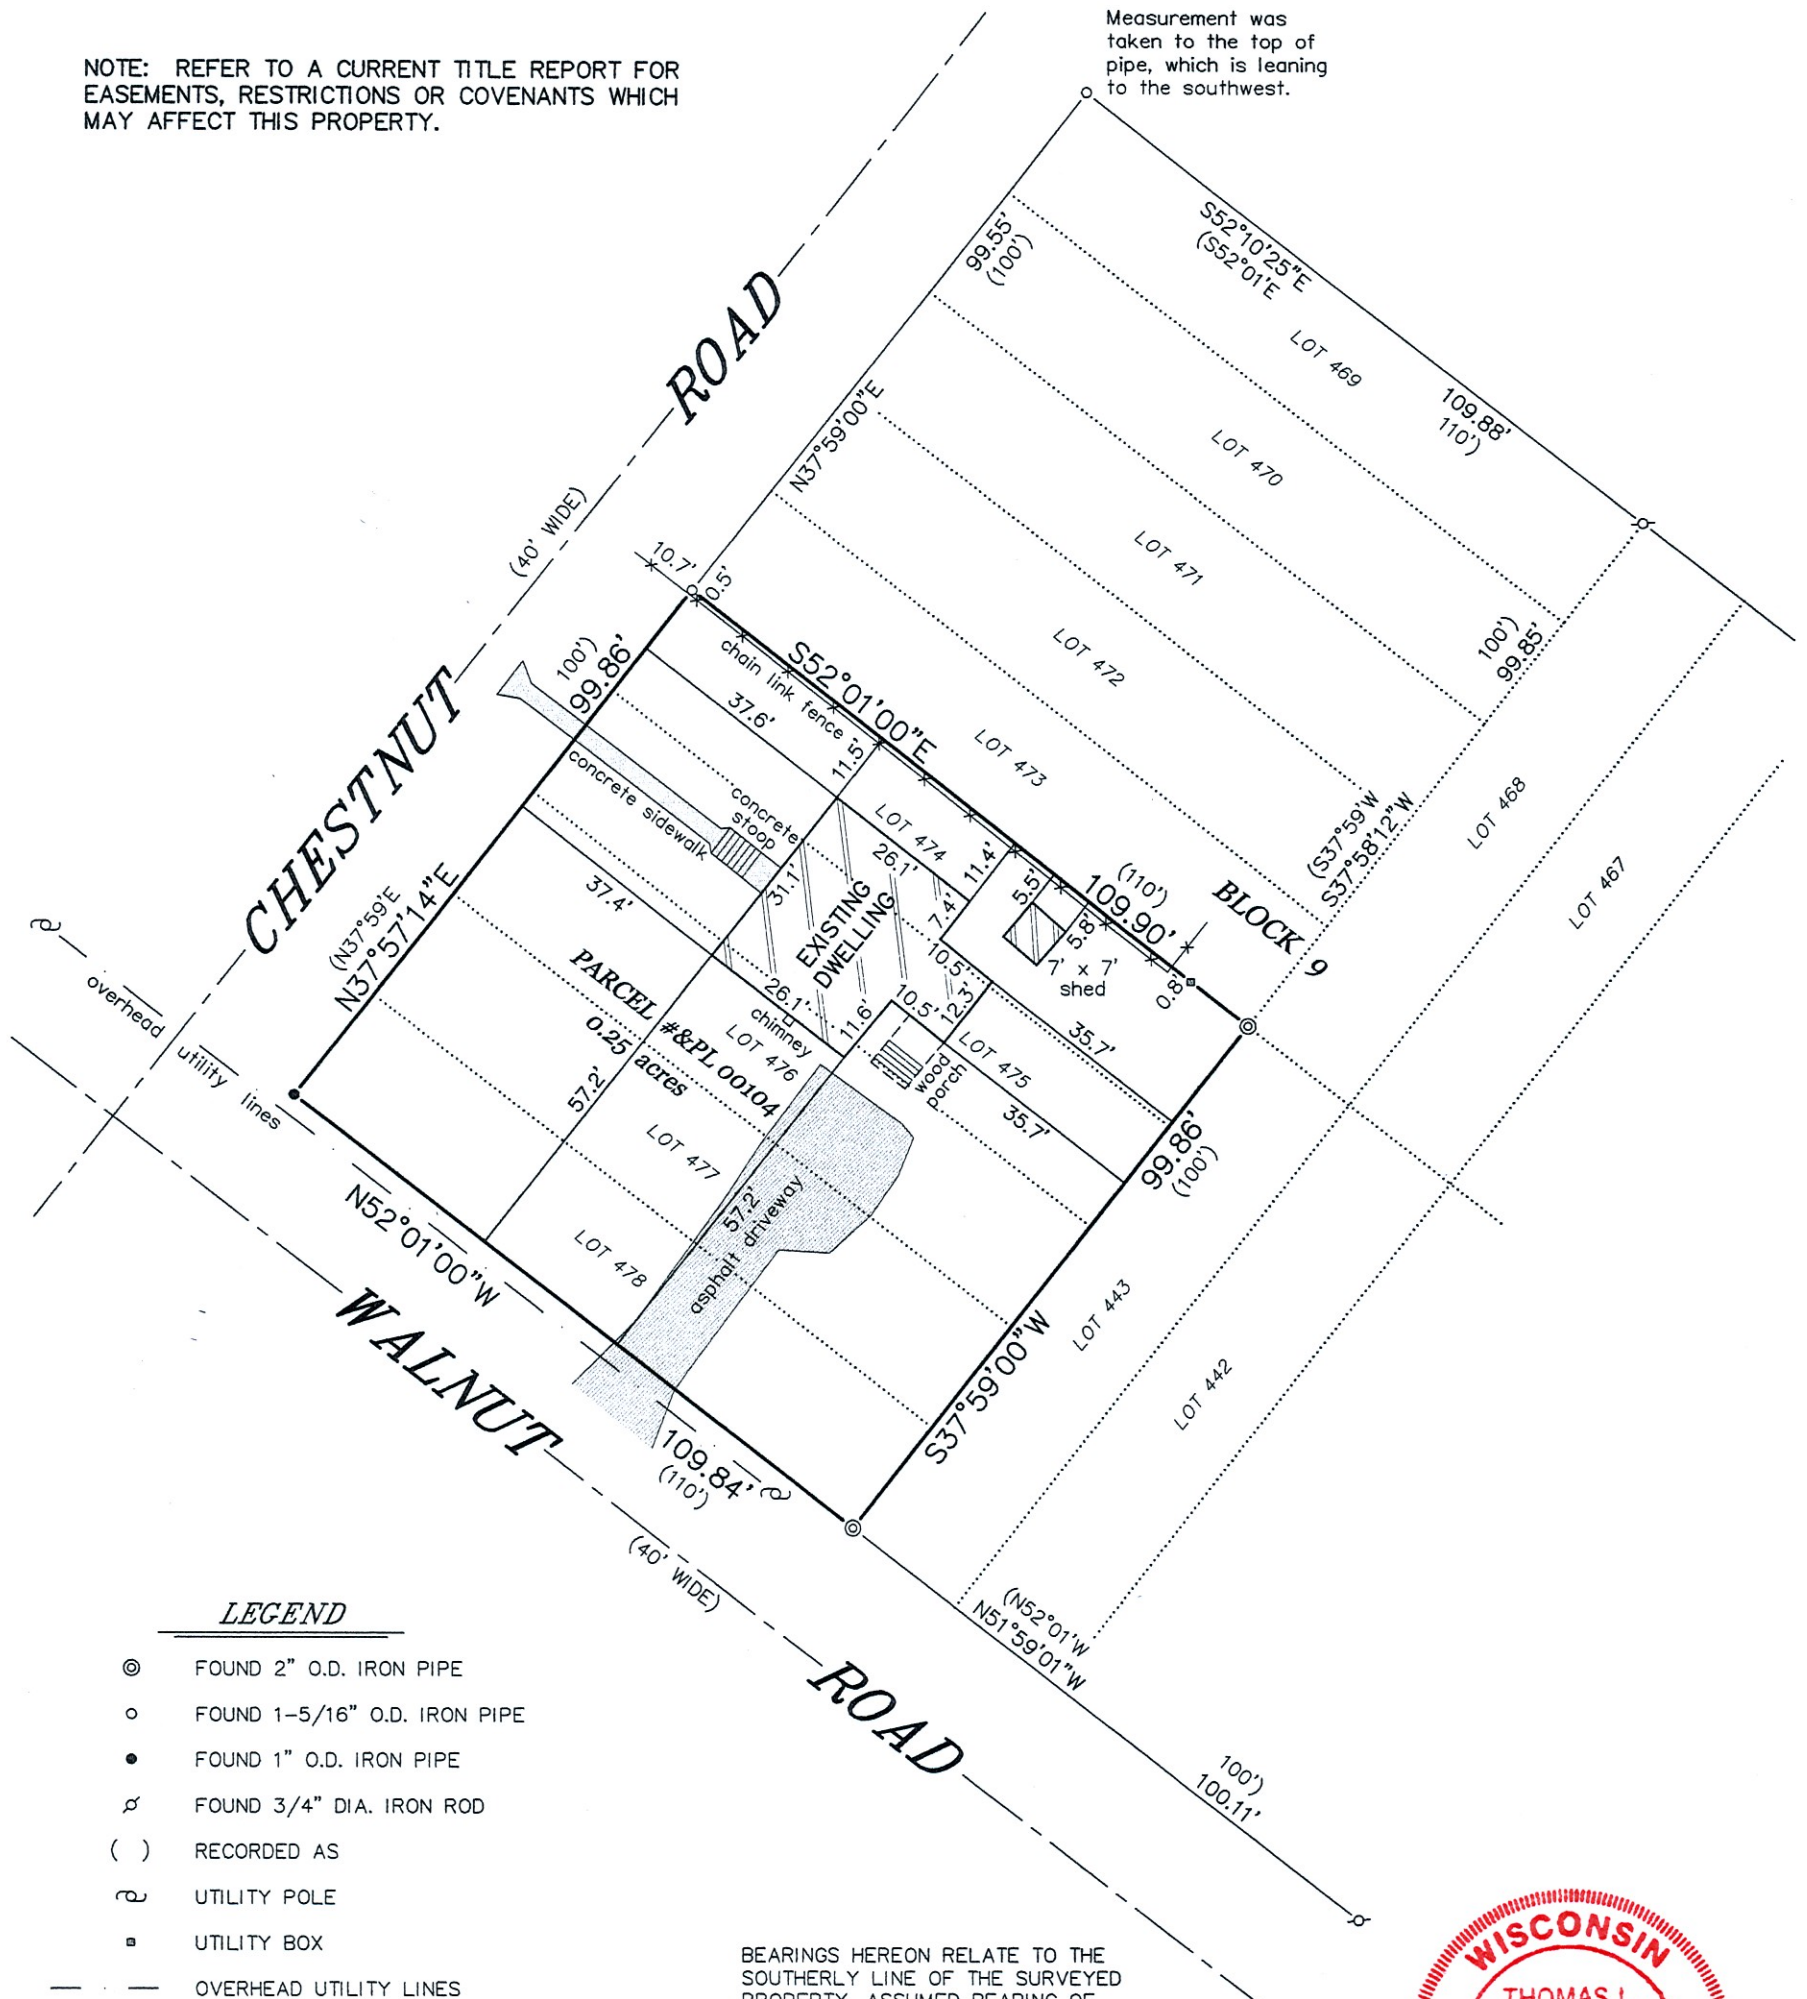 Measurement was
taken to the top of
pipe, which is leaning
to the southwest.
NOTE: REFER TO A CURRENT TITLE REPORT FOR
EASEMENTS, RESTRICTIONS OR COVENANTS WHICH
MAY AFFECT THIS PROPERTY.
S52°10'25"E
(S52°01'E
99.55'
(100')
LOT 469
109.88'
110')
ROAD
N37°59'00"E
LOT 470
(40' WIDE)
LOT 471
10.7'
0.5'
LOT 472
100')
99.85'
100')
99.86'
chain link fence
S52°01'00"E
37.6'
11.5'
LOT 473
CHESTNUT
concrete sidewalk
concrete
stoop
LOT 474
26.1'
11.4'
(S37°59'W
S37°58'12"W
LOT 468
LOT 467
31.1'
37.4'
EXISTING
DWELLING
7.4'
5.5'
5.8'
(110')
109.90'
BLOCK 9
(N37°59'E
N37°57'14"E
7' x 7'
shed
0.8'
10.5'
PARCEL #&PL 00104
0.25 acres
26.1'
chimney
11.6'
10.5'
12.3'
overhead utility lines
LOT 476
LOT 475
35.7'
wood
porch
35.7'
57.2'
99.86'
(100')
LOT 477
57.2'
asphalt driveway
N52°01'00"W
LOT 478
S37°59'00"W
LOT 443
LOT 442
WALNUT
109.84'
(110')
(40' WIDE)
(N52°01'W
N51°59'01"W
ROAD
100')
100.11'
LEGEND
FOUND 2" O.D. IRON PIPE
FOUND 1-5/16" O.D. IRON PIPE
FOUND 1" O.D. IRON PIPE
FOUND 3/4" DIA. IRON ROD
( ) RECORDED AS
UTILITY POLE
UTILITY BOX
OVERHEAD UTILITY LINES
BEARINGS HEREON RELATE TO THE
SOUTHERLY LINE OF THE SURVEYED
PROPERTY, ASSUMED BEARING OF
WISCONSIN
THOMAS J.